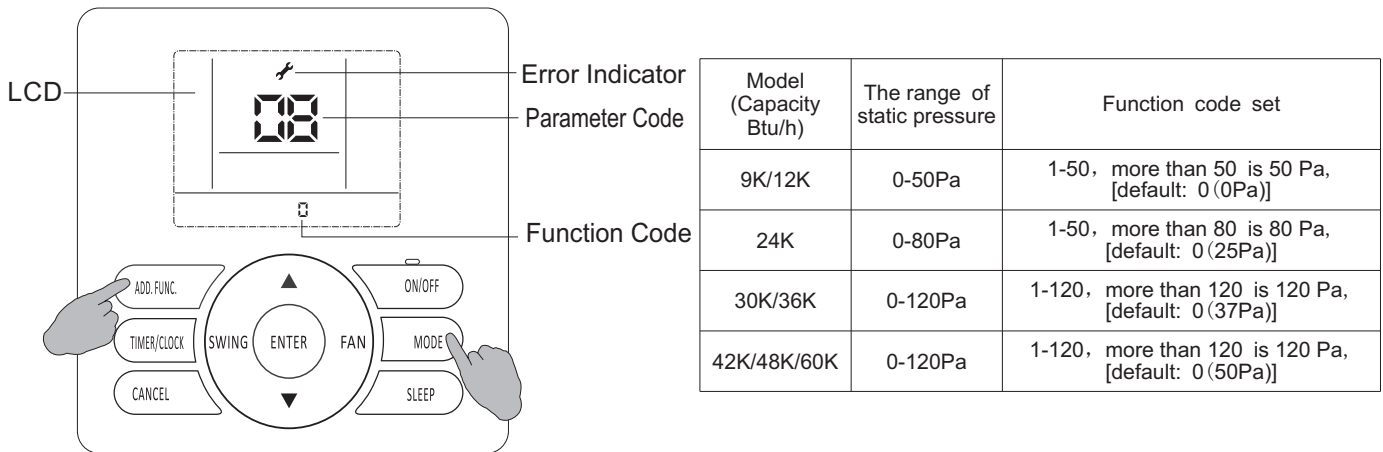 LCD
Error Indicator
08
Parameter Code
0
Function Code
ADD. FUNC.
ON/OFF
TIMER/CLOCK
SWING
ENTER
FAN
MODE
CANCEL
SLEEP
Model
(Capacity
Btu/h)
The range of
static pressure
Function code set
9K/12K
0-50Pa
1-50, more than 50 is 50 Pa,
[default: 0(0Pa)]
24K
0-80Pa
1-50, more than 80 is 80 Pa,
[default: 0(25Pa)]
30K/36K
0-120Pa
1-120, more than 120 is 120 Pa,
[default: 0(37Pa)]
42K/48K/60K
0-120Pa
1-120, more than 120 is 120 Pa,
[default: 0(50Pa)]